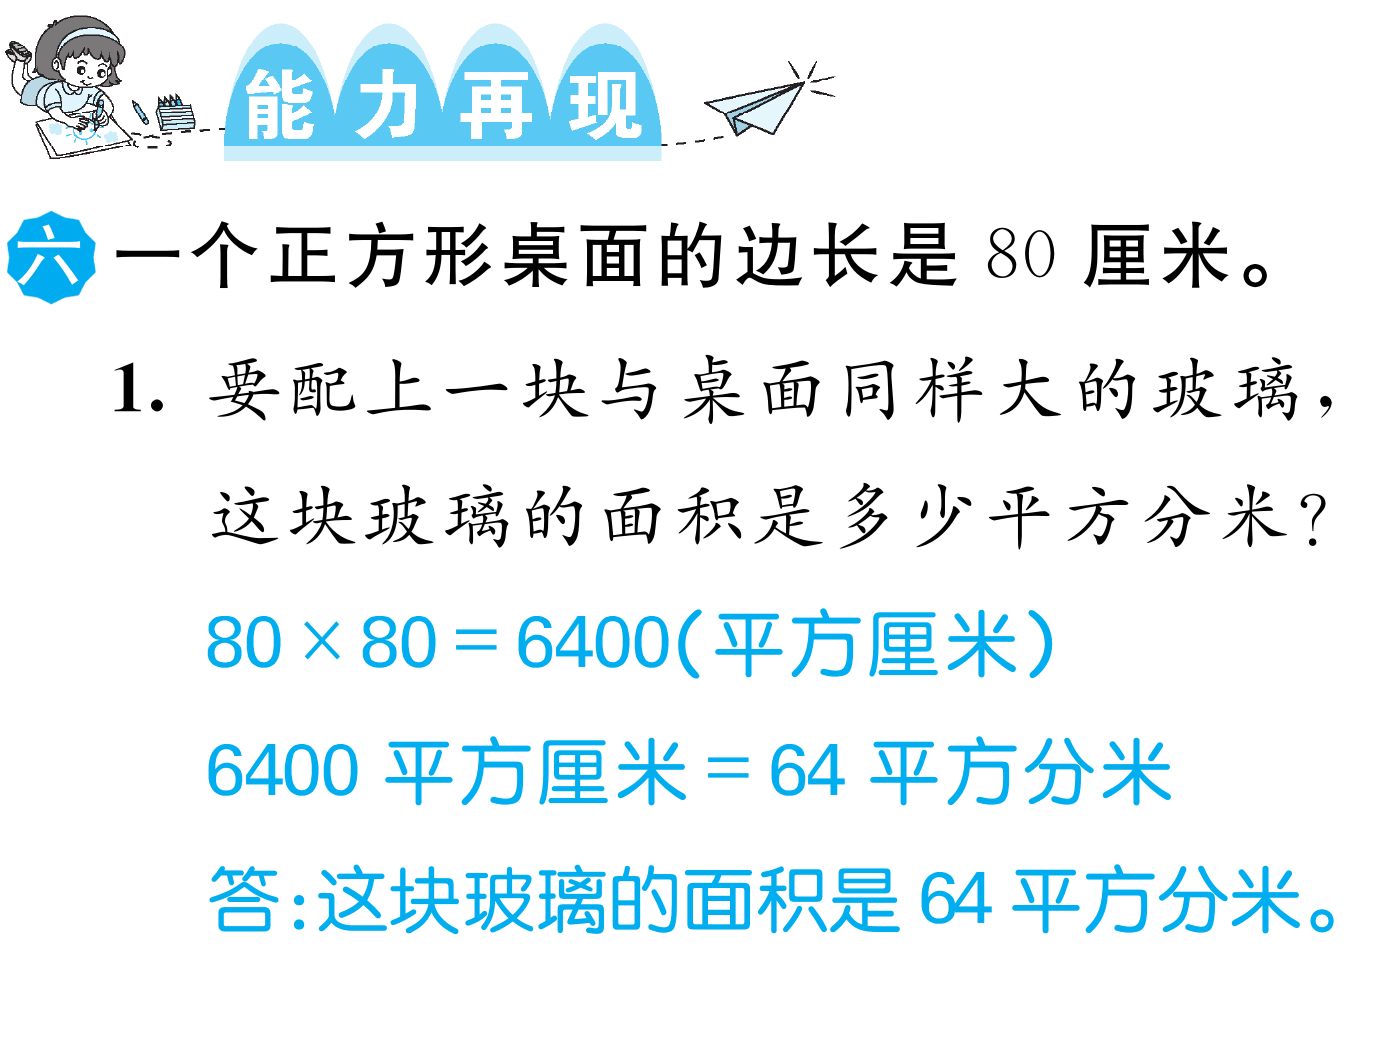 能力再现
六 一个正方形桌面的边长是 80 厘米。
1. 要配上一块与桌面同样大的玻璃，
这块玻璃的面积是多少平方分米？
80×80=6400(平方厘米)
6400 平方厘米=64 平方分米
答：这块玻璃的面积是 64 平方分米。